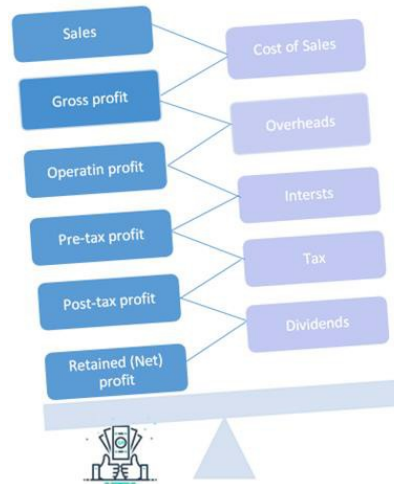 Sales
Cost of Sales
Gross profit
Overheads
Operatin profit
Intersts
Pre-tax profit
Tax
Post-tax profit
Dividends
Retained (Net)
profit